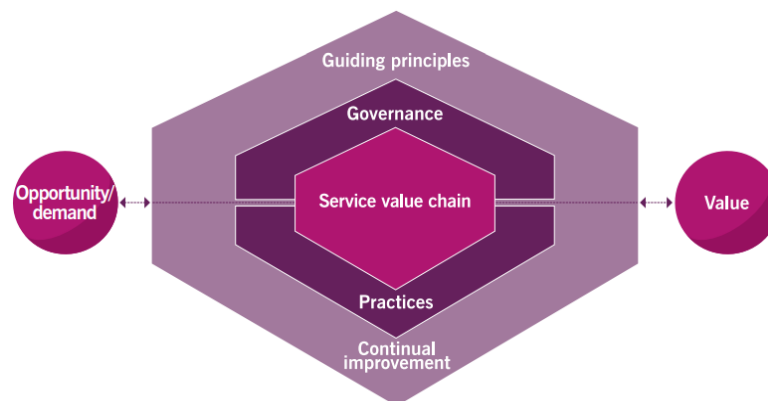 Guiding principles
Governance
Opportunity/
demand
Service value chain
Value
Practices
Continual
improvement